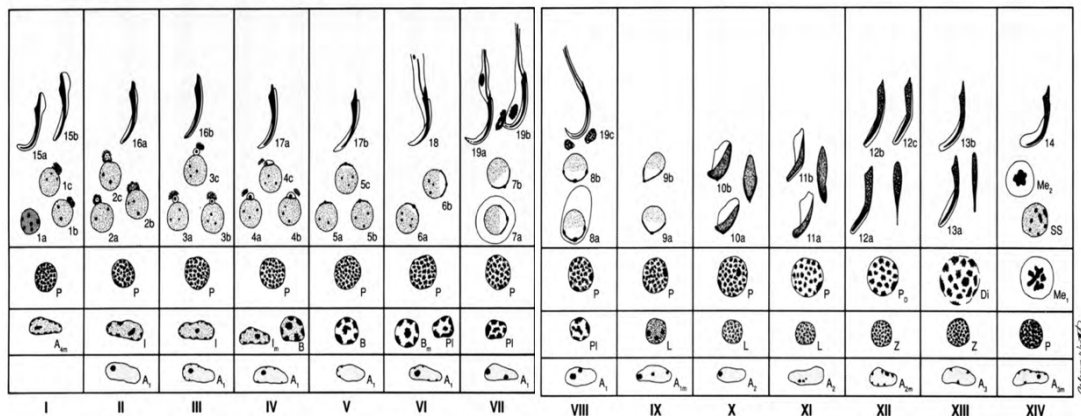 15a 15b 16a 16b 17a 17b 18 19a 19b 19c 12b 12c 13b 14
1c 2c 3c 4c 5c 6b 7b 8b 9b 10b 11b Me₂
1a 1b 2a 2b 3a 3b 4a 4b 5a 5b 6a 7a 8a 9a 10a 11a 12a 13a SS
P P P P P P P P P P P P₀ Di Me₁
A₄ₘ I I Iₘ B B Bₘ Pl Pl Pl L L L Z Z P
A₁ A₁ A₁ A₁ A₁ A₁ A₁ A₁ₘ A₂ A₂ A₂ₘ A₃ A₃ₘ
I II III IV V VI VII VIII IX X XI XII XIII XIV